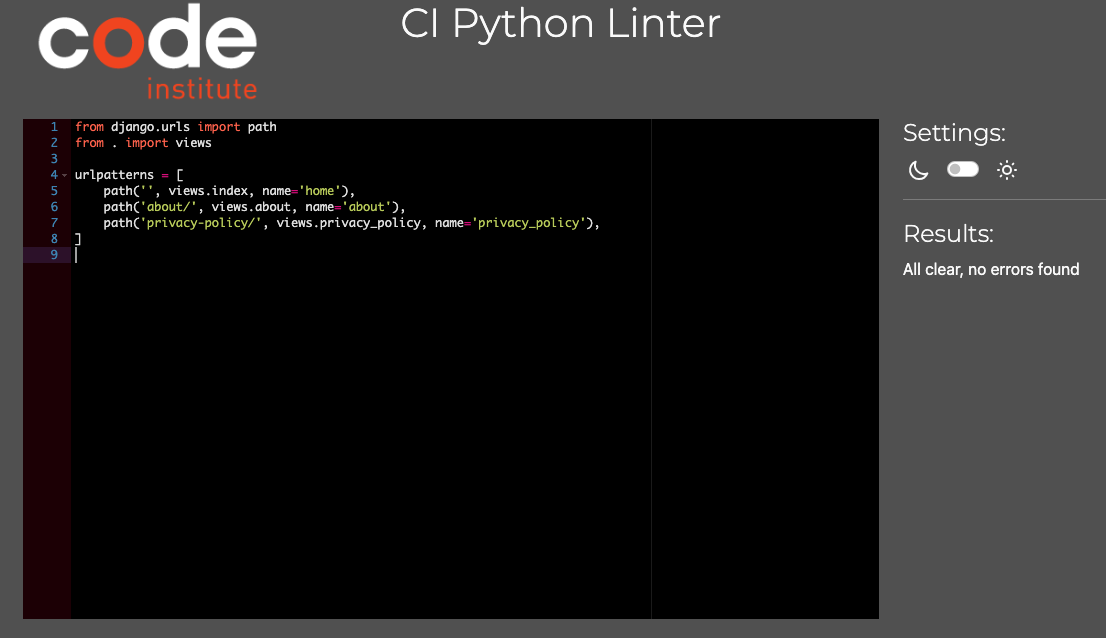 code
institute
CI Python Linter
1 from django.urls import path
2 from . import views
3
4 urlpatterns = [
5     path('', views.index, name='home'),
6     path('about/', views.about, name='about'),
7     path('privacy-policy/', views.privacy_policy, name='privacy_policy'),
8 ]
9
Settings:
Results:
All clear, no errors found